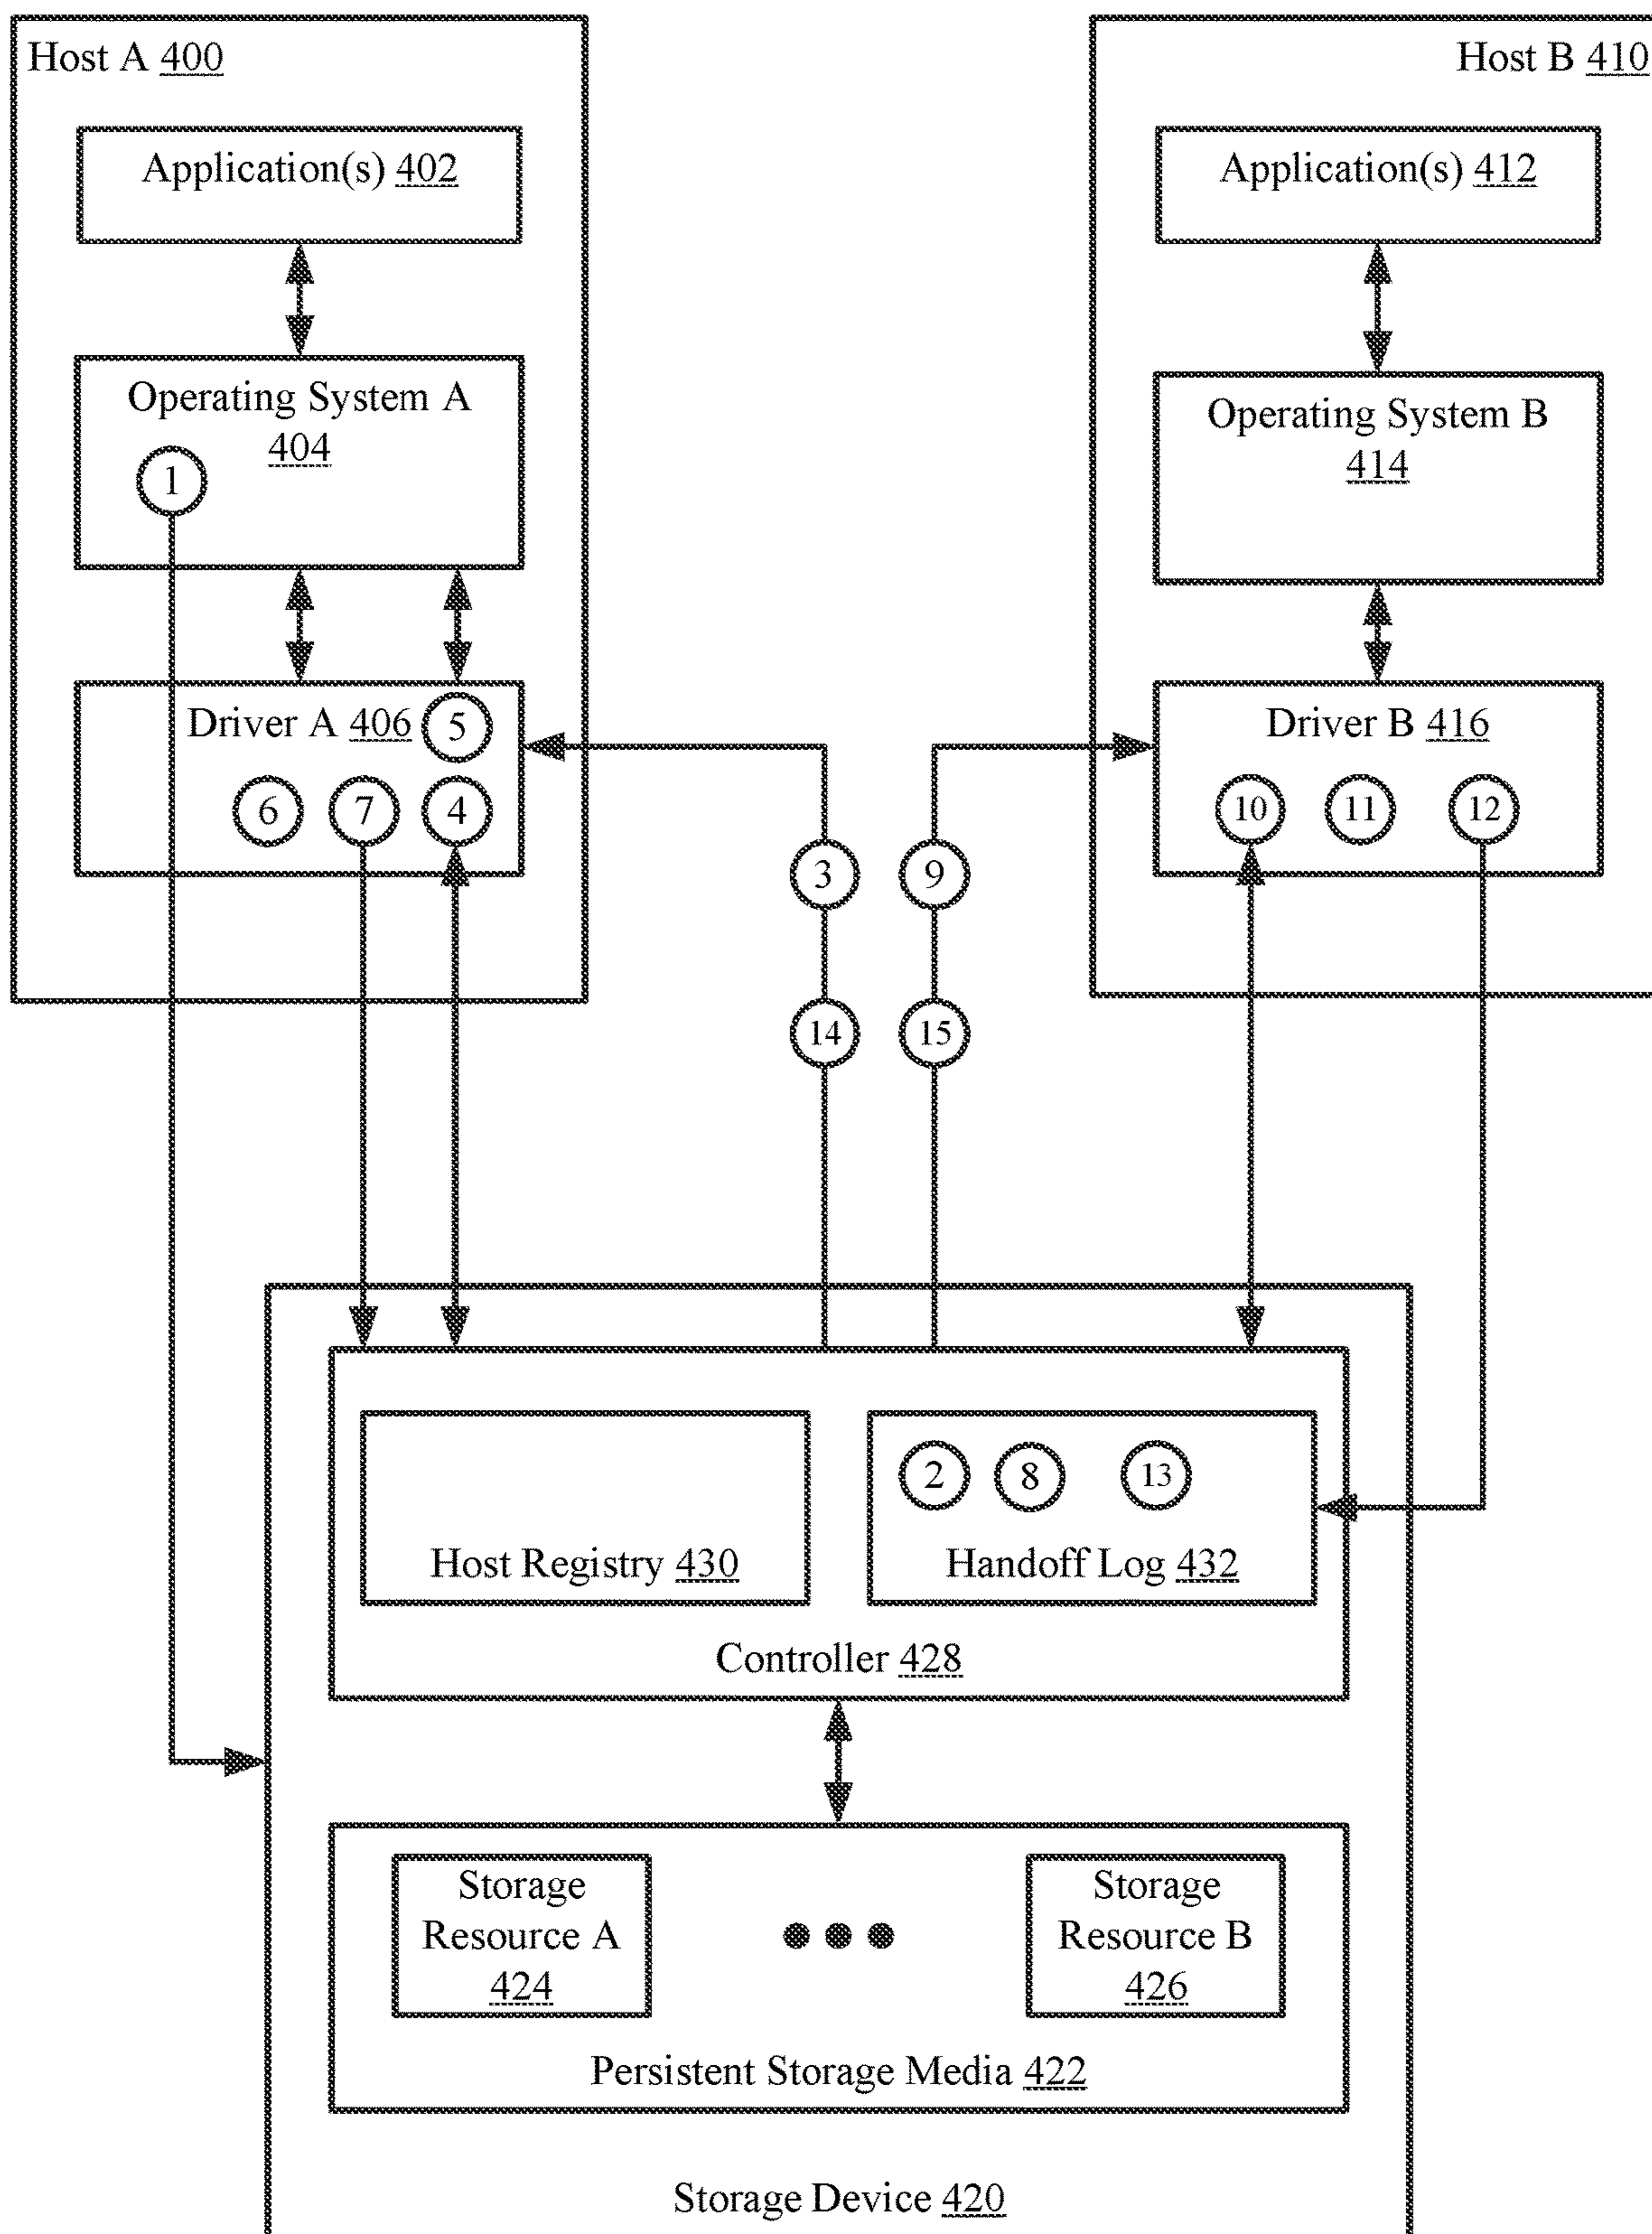 Host A 400
Host B 410
Application(s) 402
Application(s) 412
Operating System A
404
1
Operating System B
414
Driver A 406
5
6
7
4
Driver B 416
10
11
12
3
9
14
15
2
8
13
Host Registry 430
Handoff Log 432
Controller 428
Storage
Resource A
424
Storage
Resource B
426
Persistent Storage Media 422
Storage Device 420